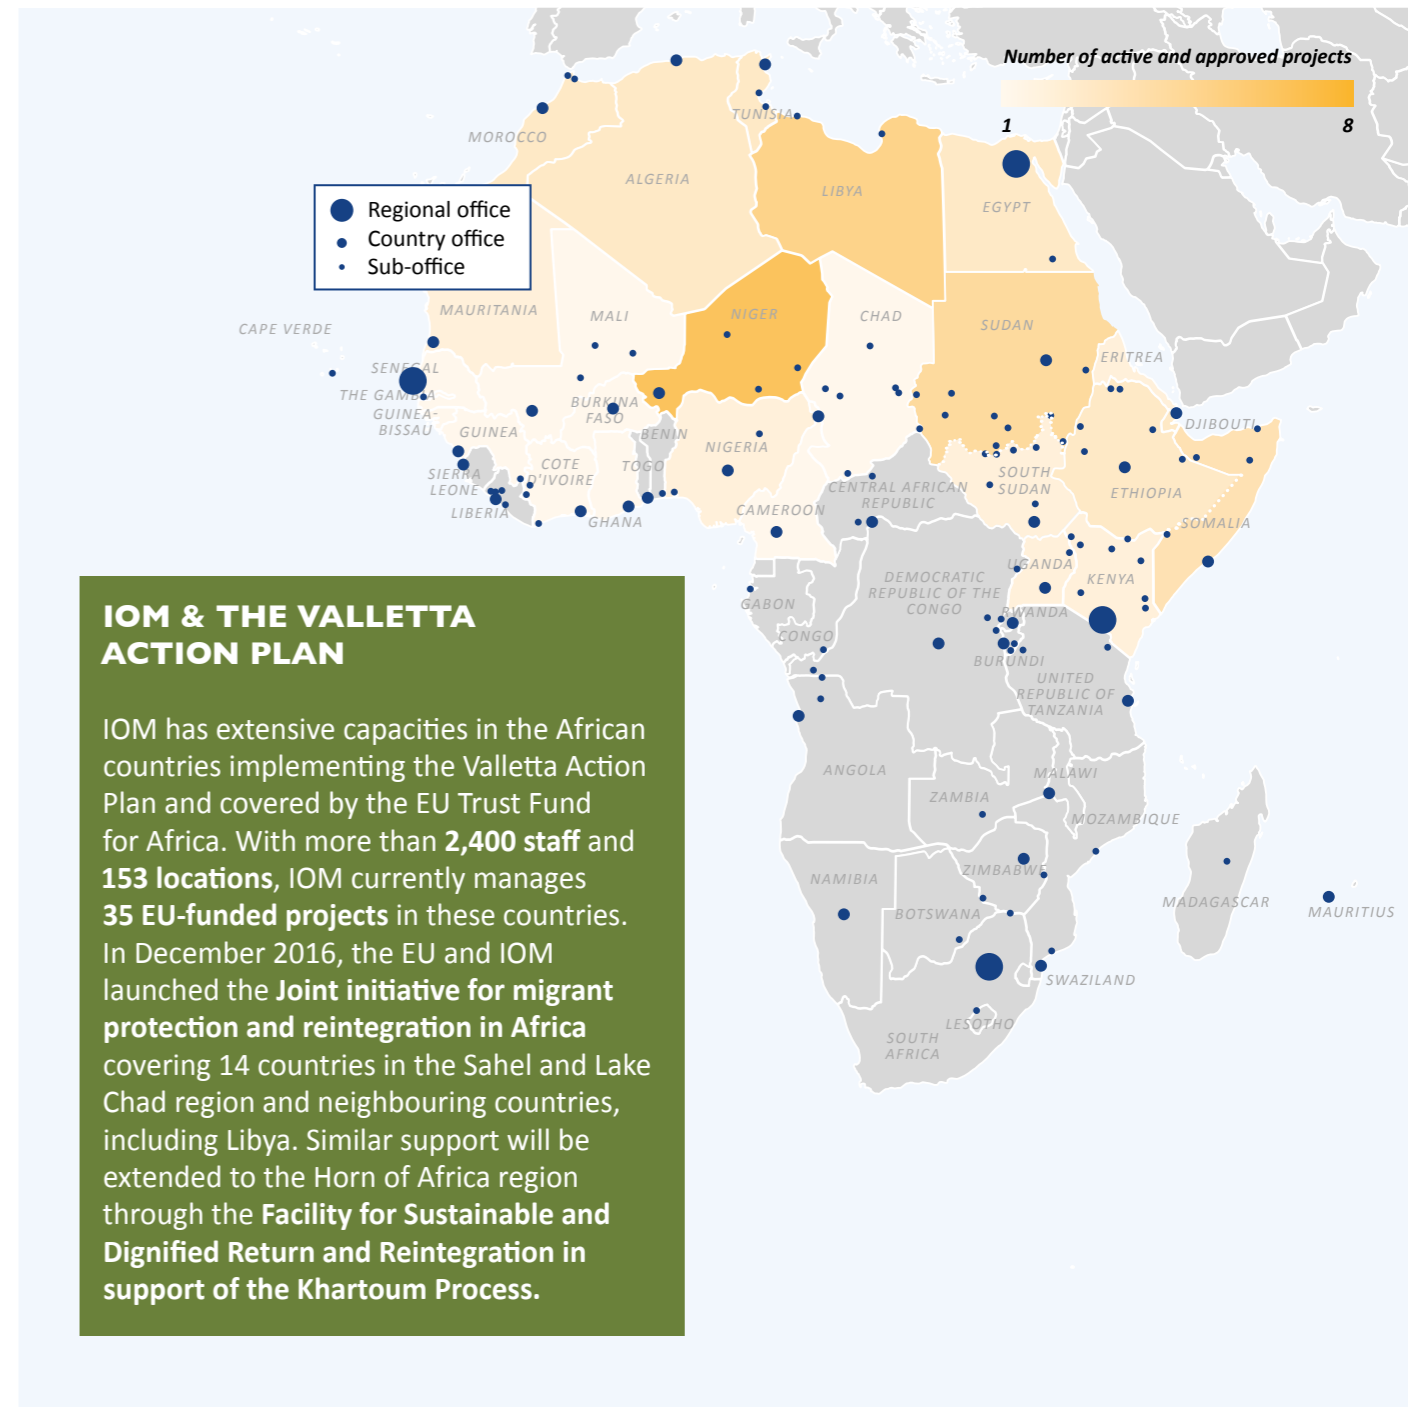 Number of active and approved projects
1 8
Regional office
Country office
Sub-office
MOROCCO
TUNISIA
ALGERIA
LIBYA
EGYPT
MAURITANIA
MALI
NIGER
CHAD
SUDAN
ERITREA
CAPE VERDE
SENEGAL
THE GAMBIA
GUINEA-
BISSAU
GUINEA
BURKINA
FASO
BENIN
NIGERIA
DJIBOUTI
SIERRA
LEONE
COTE
D'IVOIRE
TOGO
LIBERIA
GHANA
CAMEROON
CENTRAL AFRICAN
REPUBLIC
SOUTH
SUDAN
ETHIOPIA
SOMALIA
UGANDA
KENYA
DEMOCRATIC
REPUBLIC OF THE
CONGO
GABON
CONGO
RWANDA
BURUNDI
UNITED
REPUBLIC OF
TANZANIA
ANGOLA
ZAMBIA
MALAWI
MOZAMBIQUE
NAMIBIA
ZIMBABWE
BOTSWANA
MADAGASCAR
MAURITIUS
SWAZILAND
LESOTHO
SOUTH
AFRICA
IOM & THE VALLETTA
ACTION PLAN
IOM has extensive capacities in the African
countries implementing the Valletta Action
Plan and covered by the EU Trust Fund
for Africa. With more than 2,400 staff and
153 locations, IOM currently manages
35 EU-funded projects in these countries.
In December 2016, the EU and IOM
launched the Joint initiative for migrant
protection and reintegration in Africa
covering 14 countries in the Sahel and Lake
Chad region and neighbouring countries,
including Libya. Similar support will be
extended to the Horn of Africa region
through the Facility for Sustainable and
Dignified Return and Reintegration in
support of the Khartoum Process.